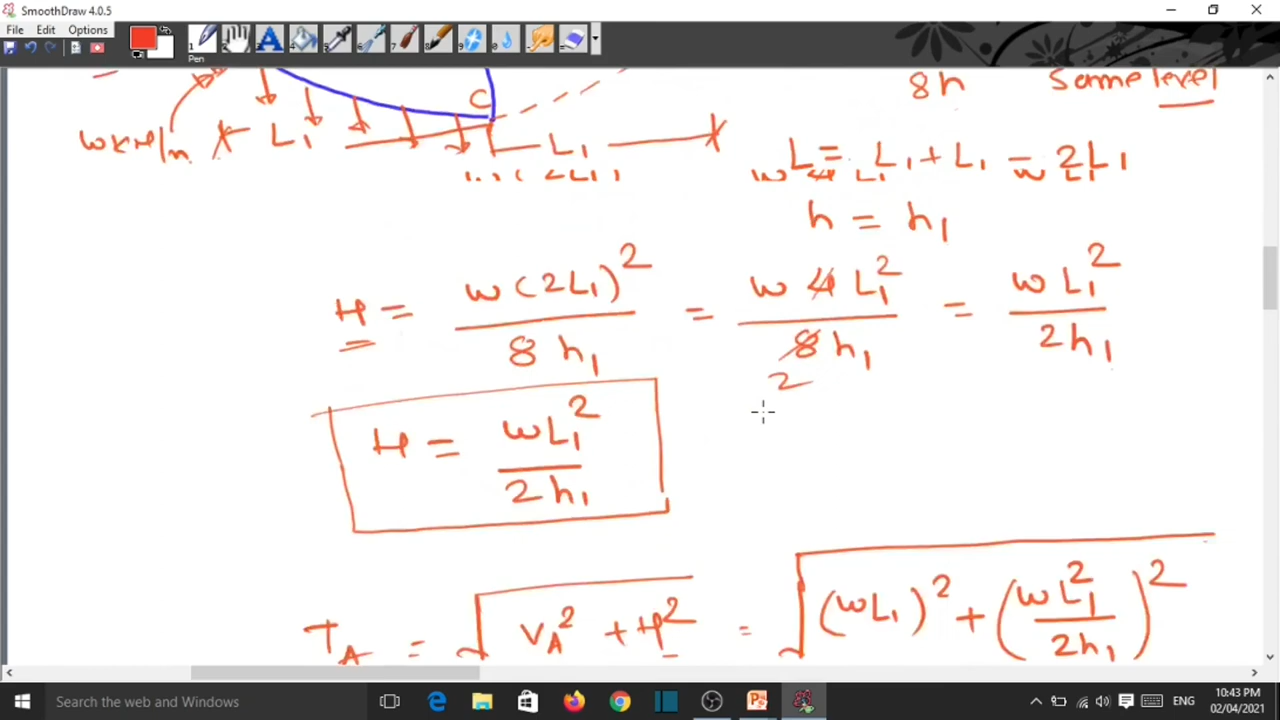 SmoothDraw 4.0.5
File Edit Options
Pen
8h Same level
C
L1 L1
L = L1 + L1 = 2L1
h = h1
H = w(2L1)^2 / 8h1 = w 4 L1^2 / 8h1 = wL1^2 / 2h1
2
H = wL1^2 / 2h1
TA = √(VA^2 + H^2) = √((wL1)^2 + (wL1^2 / 2h1)^2)
Search the web and Windows
ENG
10:43 PM
02/04/2021